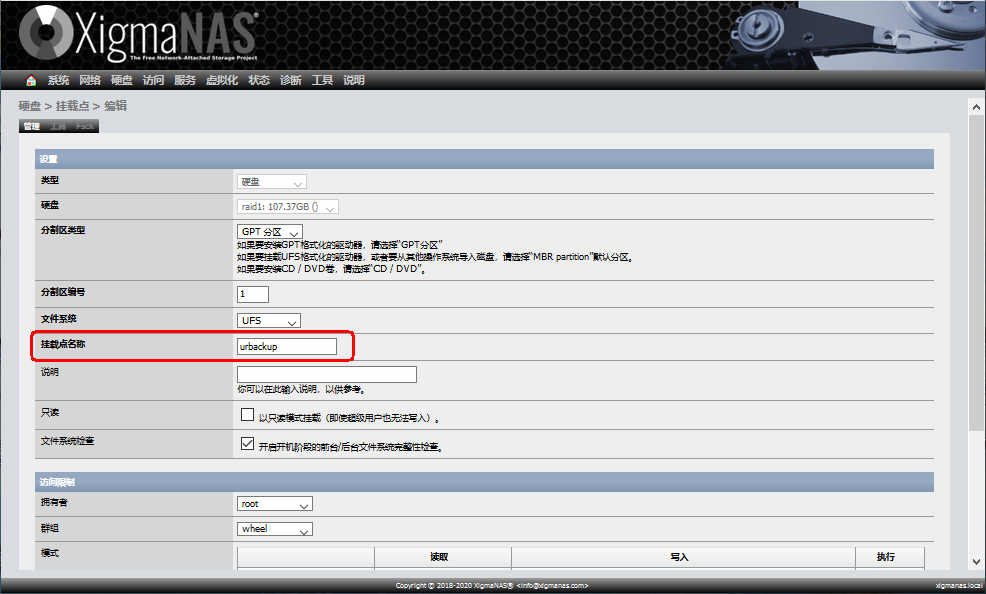 XigmaNAS®
The Free Network-Attached Storage Project
系统 网络 硬盘 访问 服务 虚拟化 状态 诊断 工具 说明
硬盘 > 挂载点 > 编辑
管理 工具 Fsck
设置
类型 硬盘
硬盘 raid1: 107.37GB ()
分割区类型 GPT 分区
如果要安装GPT格式化的驱动器，请选择"GPT分区"
如果要挂载UFS格式化的驱动器，或者要从其他操作系统导入磁盘，请选择"MBR partition"默认分区。
如果要安装CD / DVD卷，请选择"CD / DVD"。
分割区编号 1
文件系统 UFS
挂载点名称 urbackup
说明
你可以在此输入说明，以供参考。
只读 以只读模式挂载（即使超级用户也无法写入）。
文件系统检查 开启开机阶段的前台/后台文件系统完整性检查。
访问限制
拥有者 root
群组 wheel
模式 读取 写入 执行
Copyright © 2018-2020 XigmaNAS® <info@xigmanas.com>
xigmanas.local